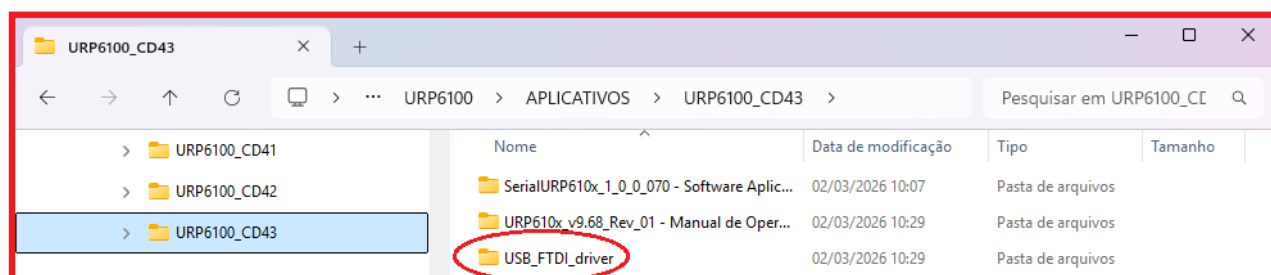 URP6100_CD43
URP6100 > APLICATIVOS > URP6100_CD43 >
Pesquisar em URP6100_CE
URP6100_CD41
URP6100_CD42
URP6100_CD43
Nome Data de modificação Tipo Tamanho
SerialURP610x_1_0_0_070 - Software Aplic... 02/03/2026 10:07 Pasta de arquivos
URP610x_v9.68_Rev_01 - Manual de Oper... 02/03/2026 10:29 Pasta de arquivos
USB_FTDI_driver 02/03/2026 10:29 Pasta de arquivos